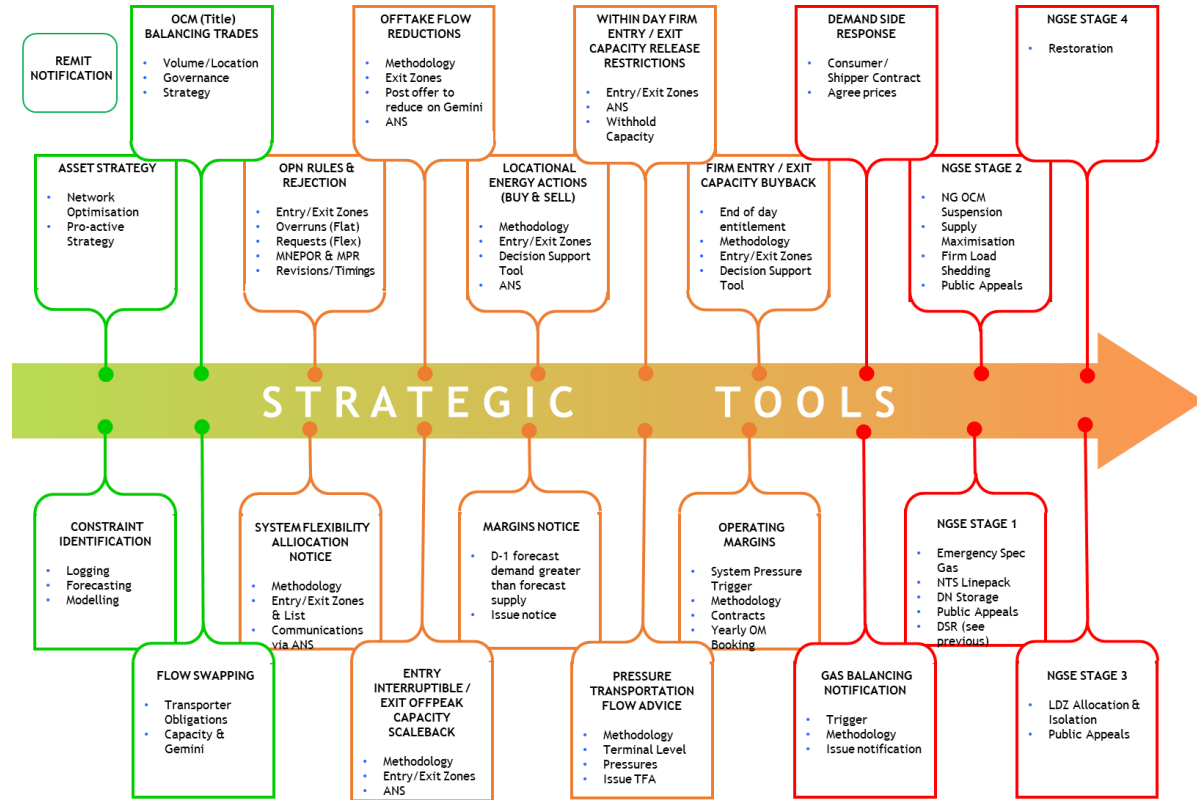 REMIT
NOTIFICATION
OCM (Title)
BALANCING TRADES
• Volume/Location
• Governance
• Strategy
OFFTAKE FLOW
REDUCTIONS
• Methodology
• Exit Zones
• Post offer to
reduce on Gemini
• ANS
WITHIN DAY FIRM
ENTRY / EXIT
CAPACITY RELEASE
RESTRICTIONS
• Entry/Exit Zones
• ANS
• Withhold
Capacity
DEMAND SIDE
RESPONSE
• Consumer/
Shipper Contract
• Agree prices
NGSE STAGE 4
• Restoration
ASSET STRATEGY
• Network
Optimisation
• Pro-active
Strategy
OPN RULES &
REJECTION
• Entry/Exit Zones
• Overruns (Flat)
• Requests (Flex)
• MNEPOR & MPR
• Revisions/Timings
LOCATIONAL
ENERGY ACTIONS
(BUY & SELL)
• Methodology
• Entry/Exit Zones
• Decision Support
Tool
• ANS
FIRM ENTRY / EXIT
CAPACITY BUYBACK
• End of day
entitlement
• Methodology
• Entry/Exit Zones
• Decision Support
Tool
NGSE STAGE 2
• NG OCM
Suspension
• Supply
Maximisation
• Firm Load
Shedding
• Public Appeals
STRATEGIC TOOLS
CONSTRAINT
IDENTIFICATION
• Logging
• Forecasting
• Modelling
SYSTEM FLEXIBILITY
ALLOCATION
NOTICE
• Methodology
• Entry/Exit Zones
& List
• Communications
via ANS
MARGINS NOTICE
• D-1 forecast
demand greater
than forecast
supply
• Issue notice
OPERATING
MARGINS
• System Pressure
Trigger
• Methodology
• Contracts
• Yearly OM
Booking
NGSE STAGE 1
• Emergency Spec
Gas
• NTS Linepack
• DN Storage
• Public Appeals
• DSR (see
previous)
FLOW SWAPPING
• Transporter
Obligations
• Capacity &
Gemini
ENTRY
INTERRUPTIBLE /
EXIT OFFPEAK
CAPACITY
SCALEBACK
• Methodology
• Entry/Exit Zones
• ANS
PRESSURE
TRANSPORTATION
FLOW ADVICE
• Methodology
• Terminal Level
• Pressures
• Issue TFA
GAS BALANCING
NOTIFICATION
• Trigger
• Methodology
• Issue notification
NGSE STAGE 3
• LDZ Allocation &
Isolation
• Public Appeals